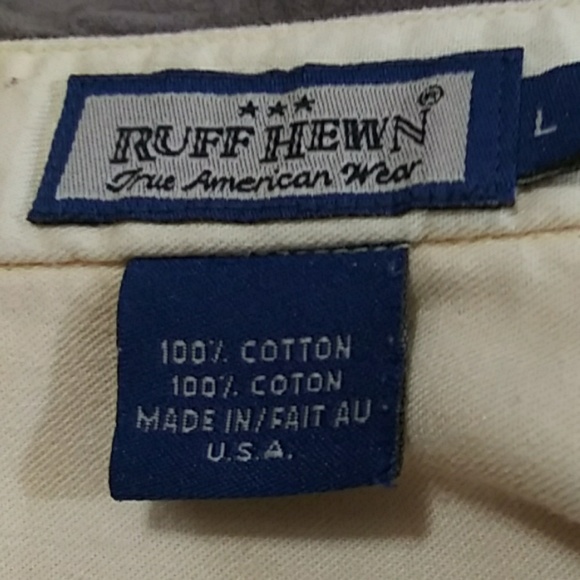 ★★★
RUFF HEWN®
True American Wear
L
100% COTTON
100% COTON
MADE IN/FAIT AU
U.S.A.